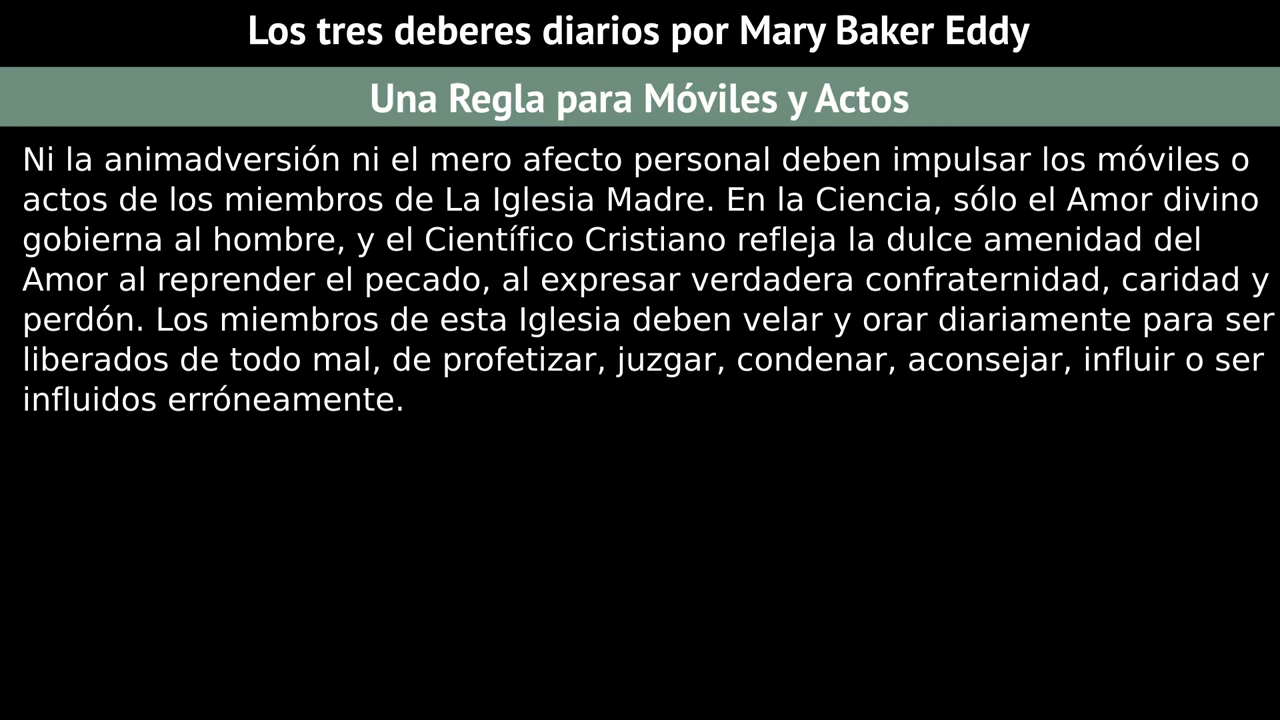 Los tres deberes diarios por Mary Baker Eddy
Una Regla para Móviles y Actos
Ni la animadversión ni el mero afecto personal deben impulsar los móviles o
actos de los miembros de La Iglesia Madre. En la Ciencia, sólo el Amor divino
gobierna al hombre, y el Científico Cristiano refleja la dulce amenidad del
Amor al reprender el pecado, al expresar verdadera confraternidad, caridad y
perdón. Los miembros de esta Iglesia deben velar y orar diariamente para ser
liberados de todo mal, de profetizar, juzgar, condenar, aconsejar, influir o ser
influidos erróneamente.